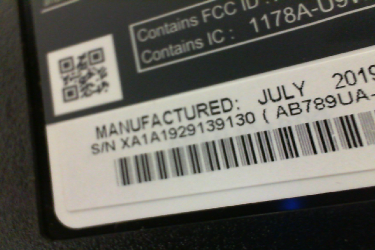 Contains FCC ID :
Contains IC : 1178A-U9
MANUFACTURED: JULY 2019
S/N XA1A1929139130 ( AB789UA-